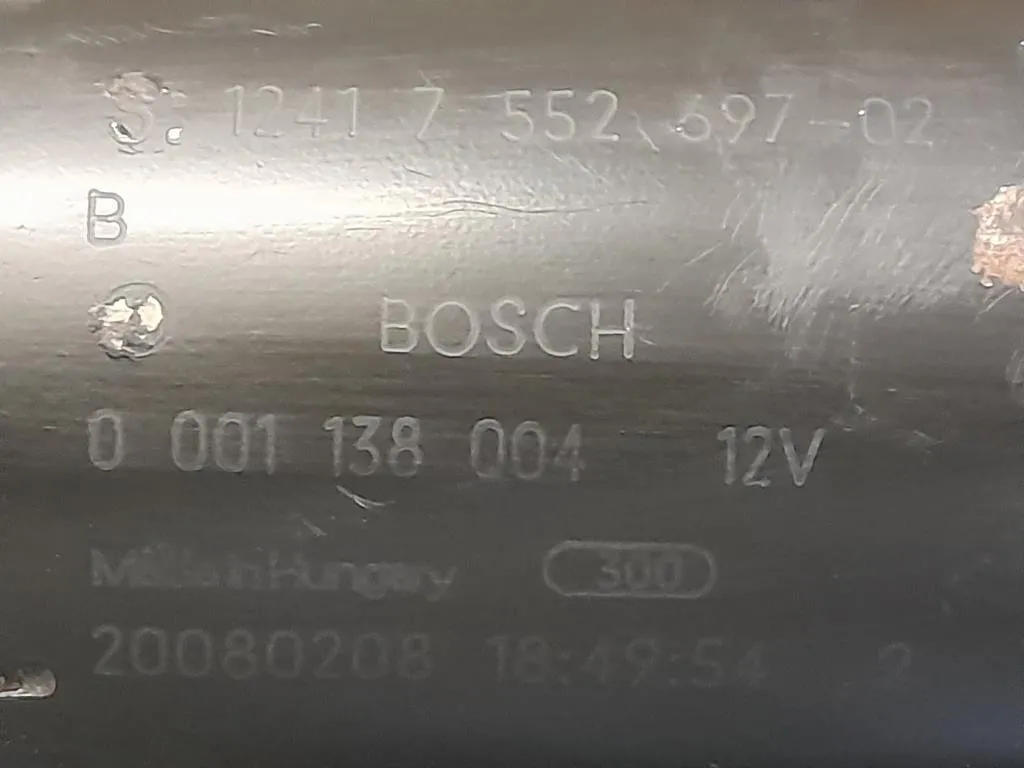 S: 1241 7 552 697-02
B
BOSCH
0 001 138 004 12V
Made in Hungary 300
20080208 18:49:54 2